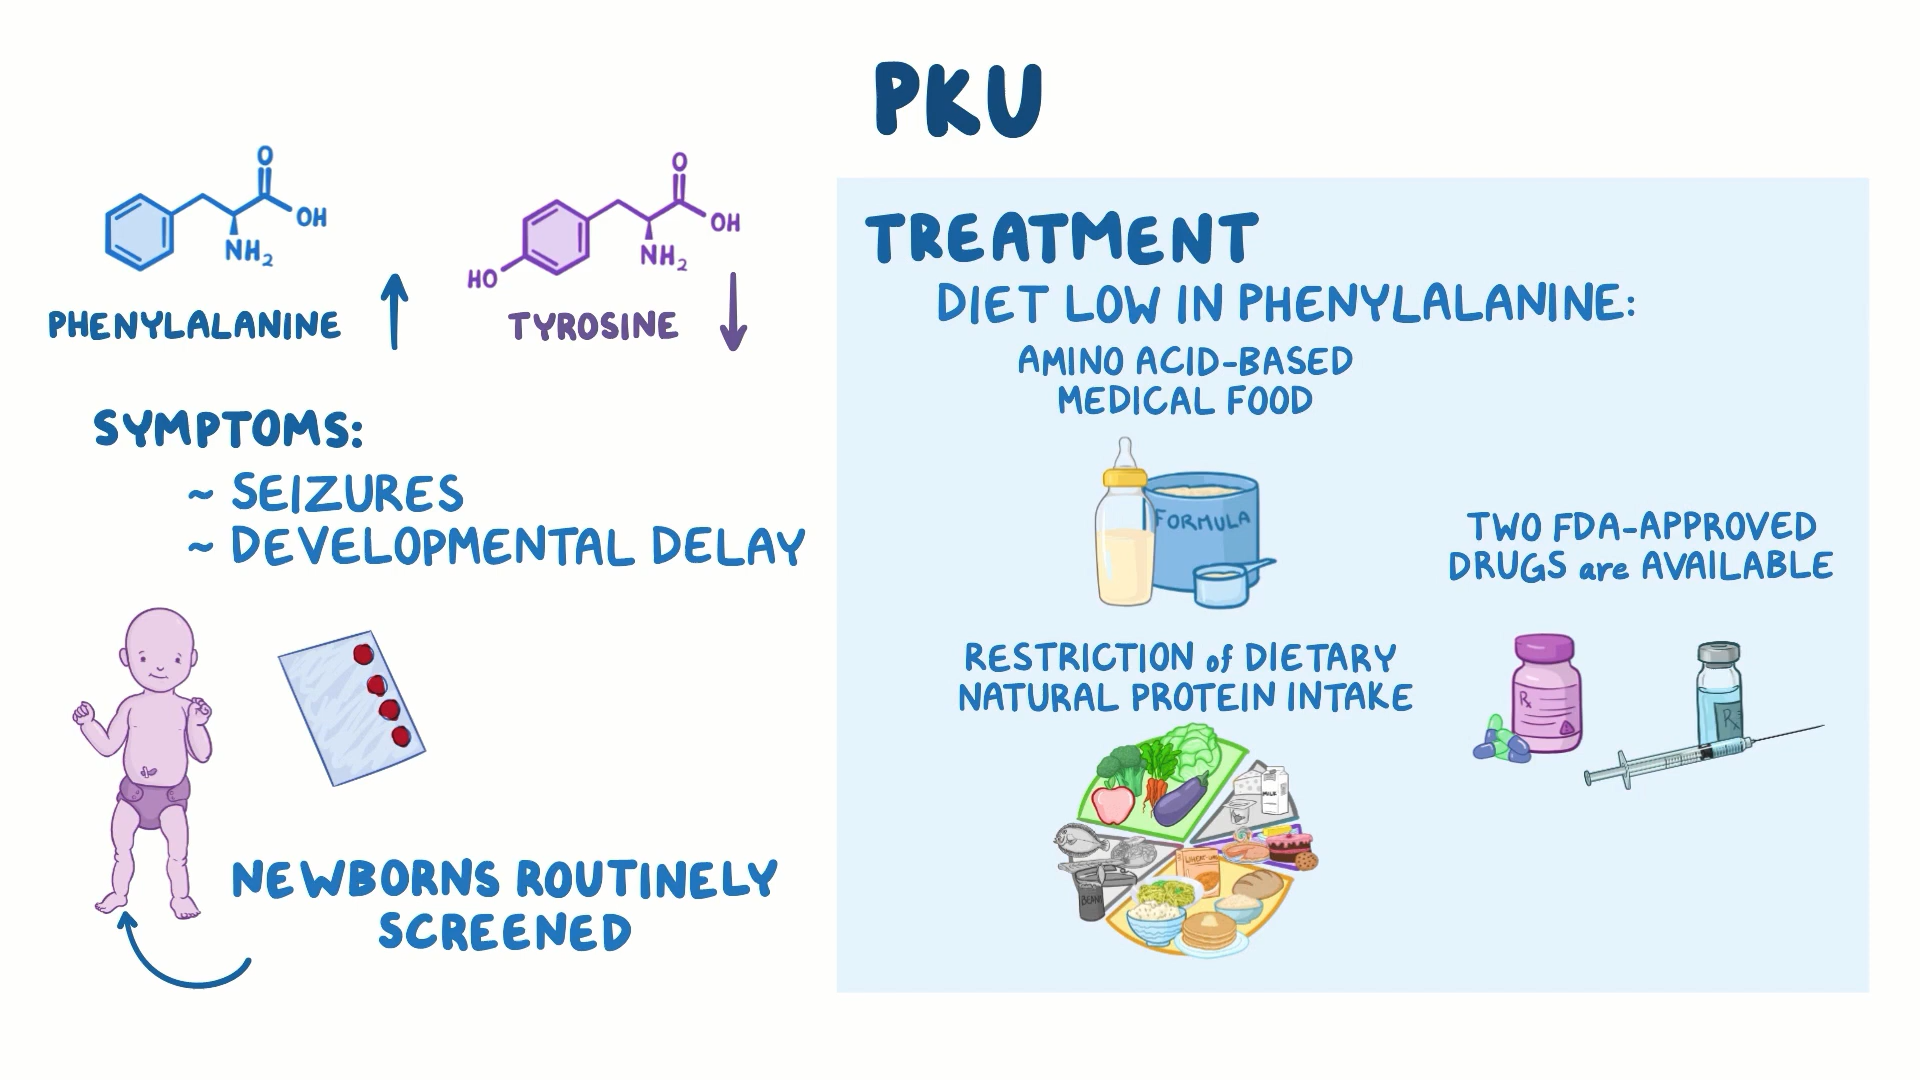 PKU
O
OH
NH2
PHENYLALANINE
O
OH
NH2
HO
TYROSINE
SYMPTOMS:
~ SEIZURES
~ DEVELOPMENTAL DELAY
NEWBORNS ROUTINELY
SCREENED
TREATMENT
DIET LOW IN PHENYLALANINE:
AMINO ACID-BASED
MEDICAL FOOD
FORMULA
RESTRICTION of DIETARY
NATURAL PROTEIN INTAKE
MILK
BEANS
TWO FDA-APPROVED
DRUGS are AVAILABLE
Rx
Rx